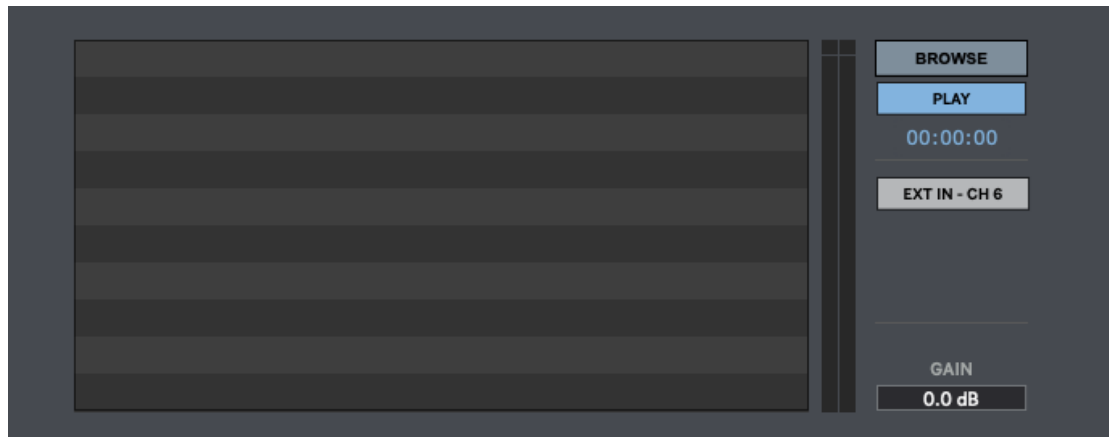 BROWSE
PLAY
00:00:00
EXT IN - CH 6
GAIN
0.0 dB